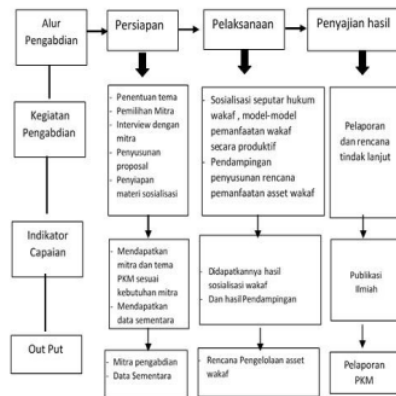 Alur
Pengabdian
Persiapan
Pelaksanaan
Penyajian hasil
Kegiatan
Pengabdian
- Penentuan tema
- Pemilihan Mitra
- Interview dengan
mitra
- Penyusunan
proposal
- Penyiapan
materi sosialisasi
- Sosialisasi seputar hukum
wakaf , model-model
pemanfaatan wakaf
secara produktif
- Pendampingan
penyusunan rencana
pemanfaatan asset wakaf
Pelaporan
dan rencana
tindak lanjut
Indikator
Capaian
- Mendapatkan
mitra dan tema
PKM sesuai
kebutuhan mitra
- Mendapatkan
data sementara
- Didapatkannya hasil
sosialisasi wakaf
- Dan hasil Pendampingan
Publikasi
Ilmiah
Out Put
- Mitra pengabdian
- Data Sementara
- Rencana Pengelolaan asset
wakaf
Pelaporan
PKM